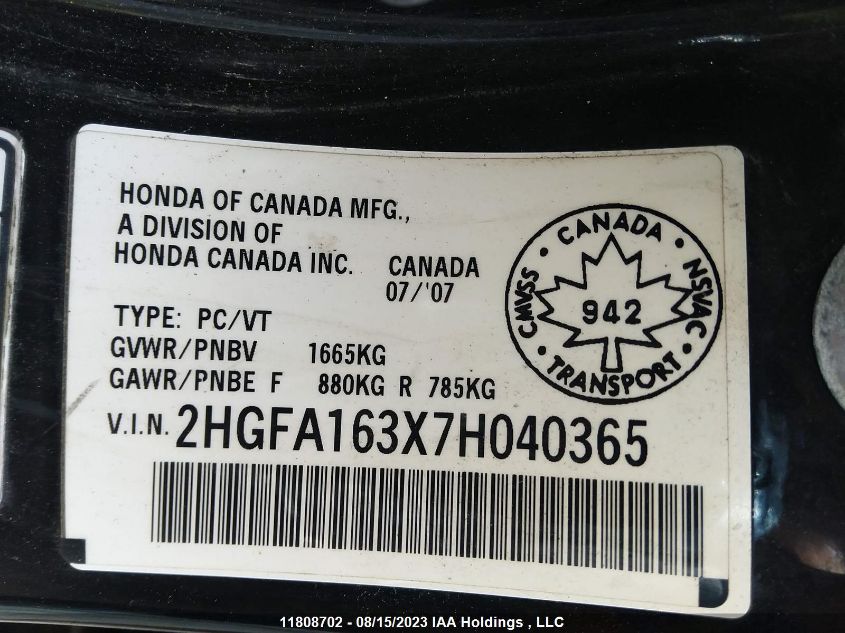 HONDA OF CANADA MFG.,
A DIVISION OF
HONDA CANADA INC. CANADA
07/'07
TYPE: PC/VT
GVWR/PNBV 1665KG
GAWR/PNBE F 880KG R 785KG
V.I.N. 2HGFA163X7H040365
CMVSS · CANADA · NSVAC · TRANSPORT ·
942
11808702 - 08/15/2023 IAA Holdings , LLC